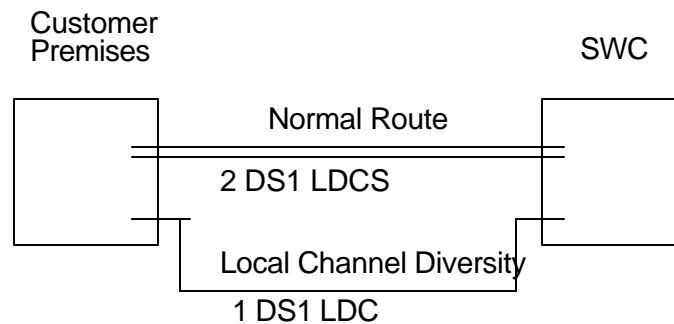 Customer
Premises
SWC
Normal Route
2 DS1 LDCS
Local Channel Diversity
1 DS1 LDC